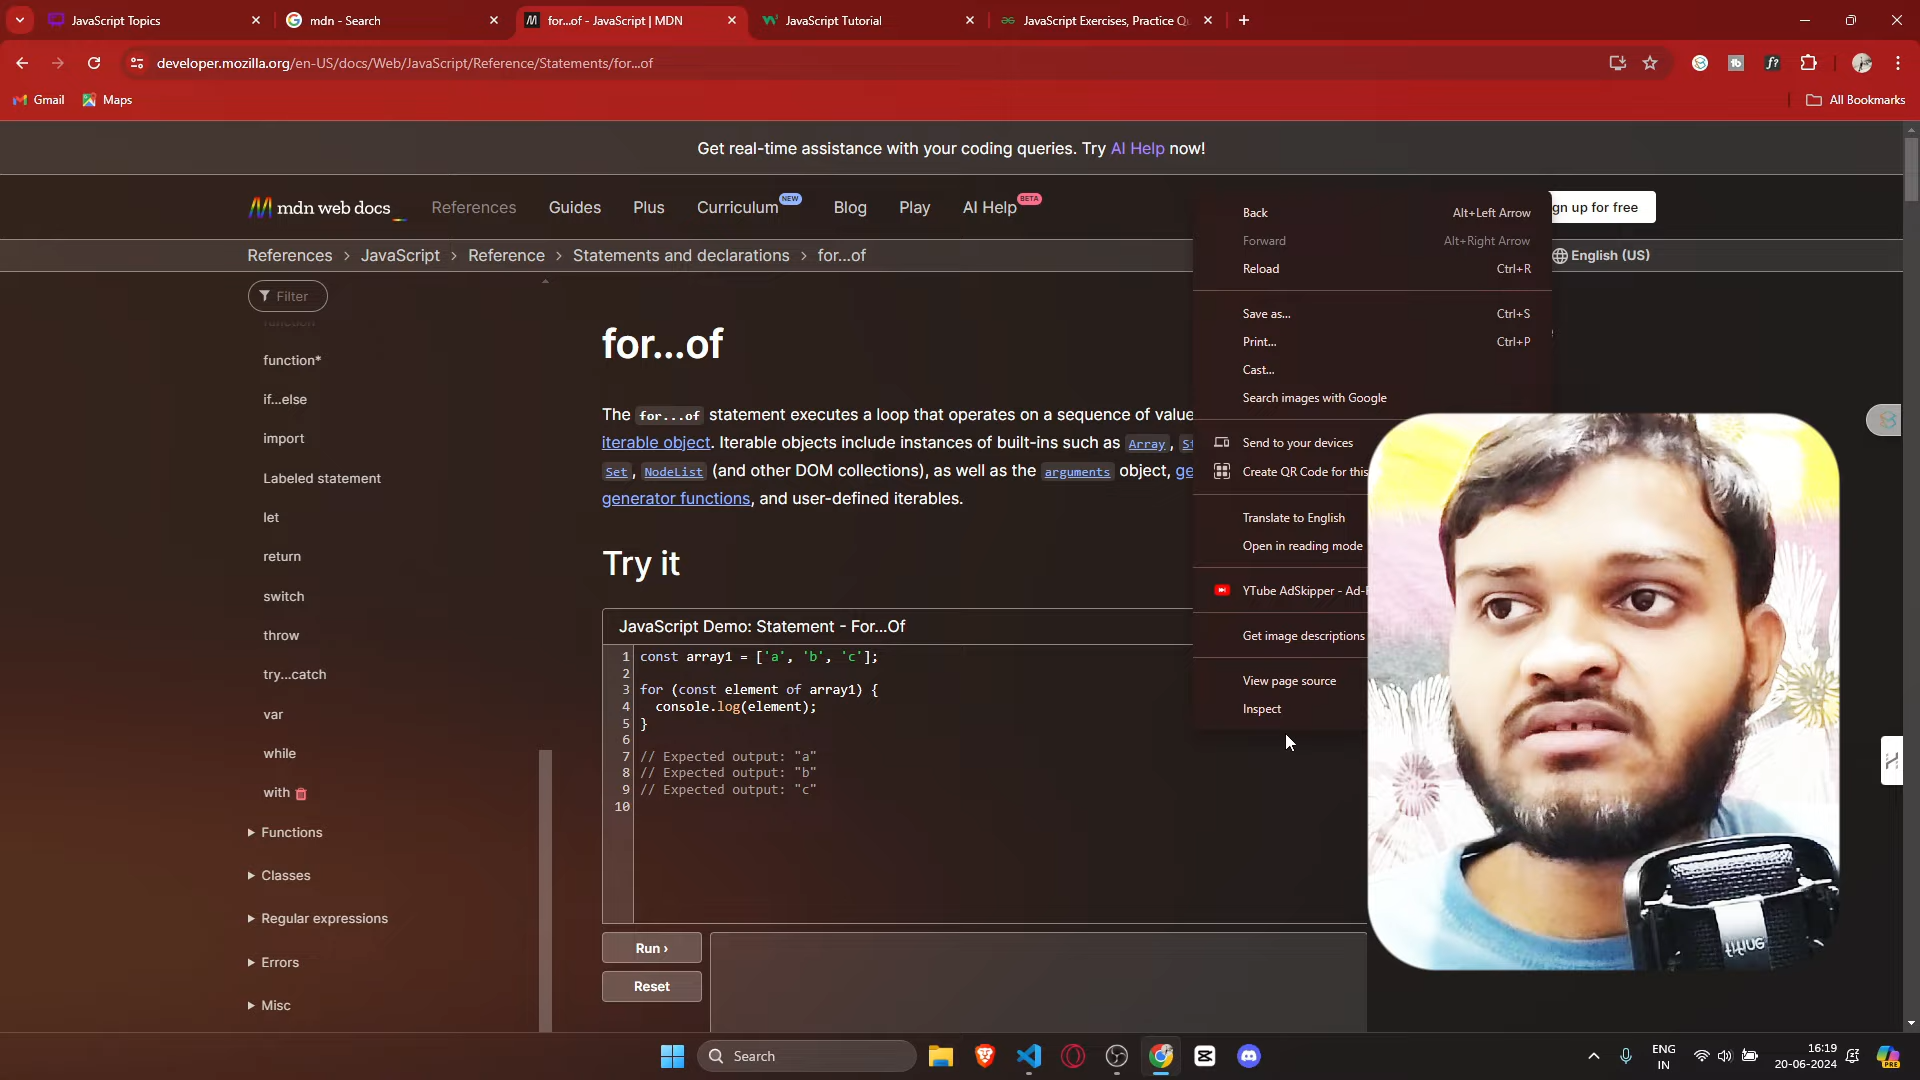 JavaScript Topics
mdn - Search
for...of - JavaScript | MDN
JavaScript Tutorial
JavaScript Exercises, Practice Q
developer.mozilla.org/en-US/docs/Web/JavaScript/Reference/Statements/for...of
Gmail
Maps
All Bookmarks
Get real-time assistance with your coding queries. Try AI Help now!
mdn web docs
References
Guides
Plus
Curriculum NEW
Blog
Play
AI Help BETA
gn up for free
References > JavaScript > Reference > Statements and declarations > for...of
English (US)
Filter
function*
if...else
import
Labeled statement
let
return
switch
throw
try...catch
var
while
with
Functions
Classes
Regular expressions
Errors
Misc
for...of
The for...of statement executes a loop that operates on a sequence of value
iterable object. Iterable objects include instances of built-ins such as Array,
Set, NodeList (and other DOM collections), as well as the arguments object,
generator functions, and user-defined iterables.
Try it
JavaScript Demo: Statement - For...Of
1 const array1 = ['a', 'b', 'c'];
2
3 for (const element of array1) {
4 console.log(element);
5 }
6
7 // Expected output: "a"
8 // Expected output: "b"
9 // Expected output: "c"
10
Run ›
Reset
Back Alt+Left Arrow
Forward Alt+Right Arrow
Reload Ctrl+R
Save as... Ctrl+S
Print... Ctrl+P
Cast...
Search images with Google
Send to your devices
Create QR Code for this
Translate to English
Open in reading mode
YTube AdSkipper - Ad-
Get image descriptions
View page source
Inspect
fifine
Search
ENG
IN
16:19
20-06-2024
PRE